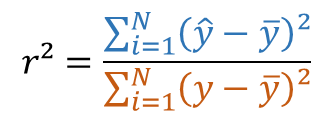 r² = ∑ᵢ₌₁ᴺ(ŷ − ȳ)² / ∑ᵢ₌₁ᴺ(y − ȳ)²